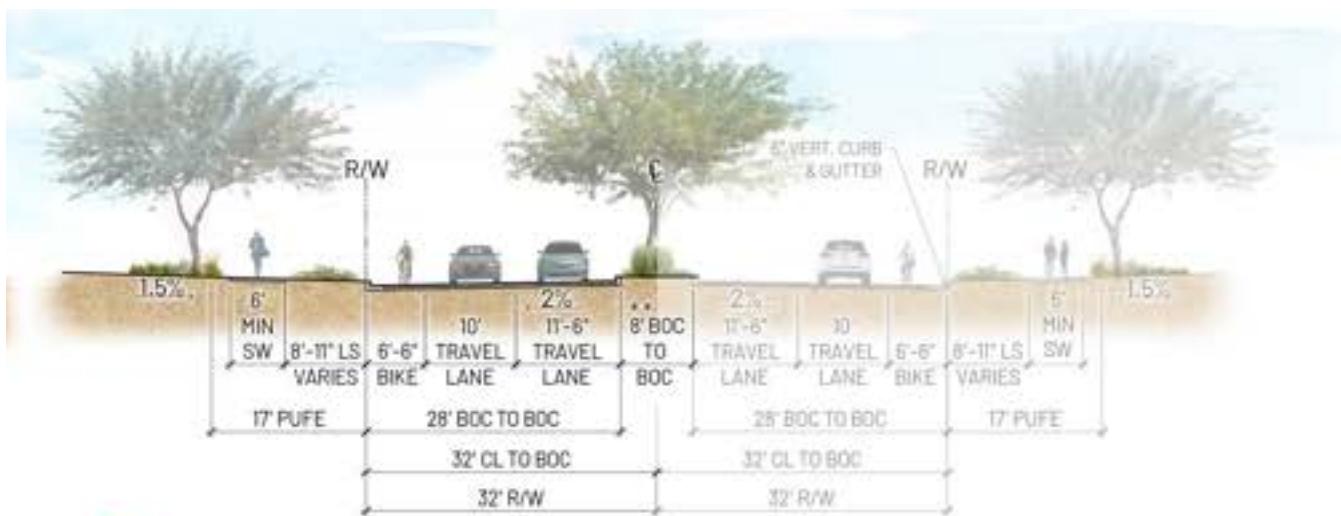 6" VERT. CURB
& GUTTER
R/W
℄
R/W
1.5%
2%
2%
1.5%
6'
MIN
SW
8'-11" LS
VARIES
6'-6"
BIKE
10'
TRAVEL
LANE
11'-6"
TRAVEL
LANE
8' BOC
TO
BOC
11'-6"
TRAVEL
LANE
10
TRAVEL
LANE
6'-6"
BIKE
8'-11" LS
VARIES
6'
MIN
SW
17' PUFE
28' BOC TO BOC
28' BOC TO BOC
17' PUFE
32' CL TO BOC
32' CL TO BOC
32' R/W
32' R/W